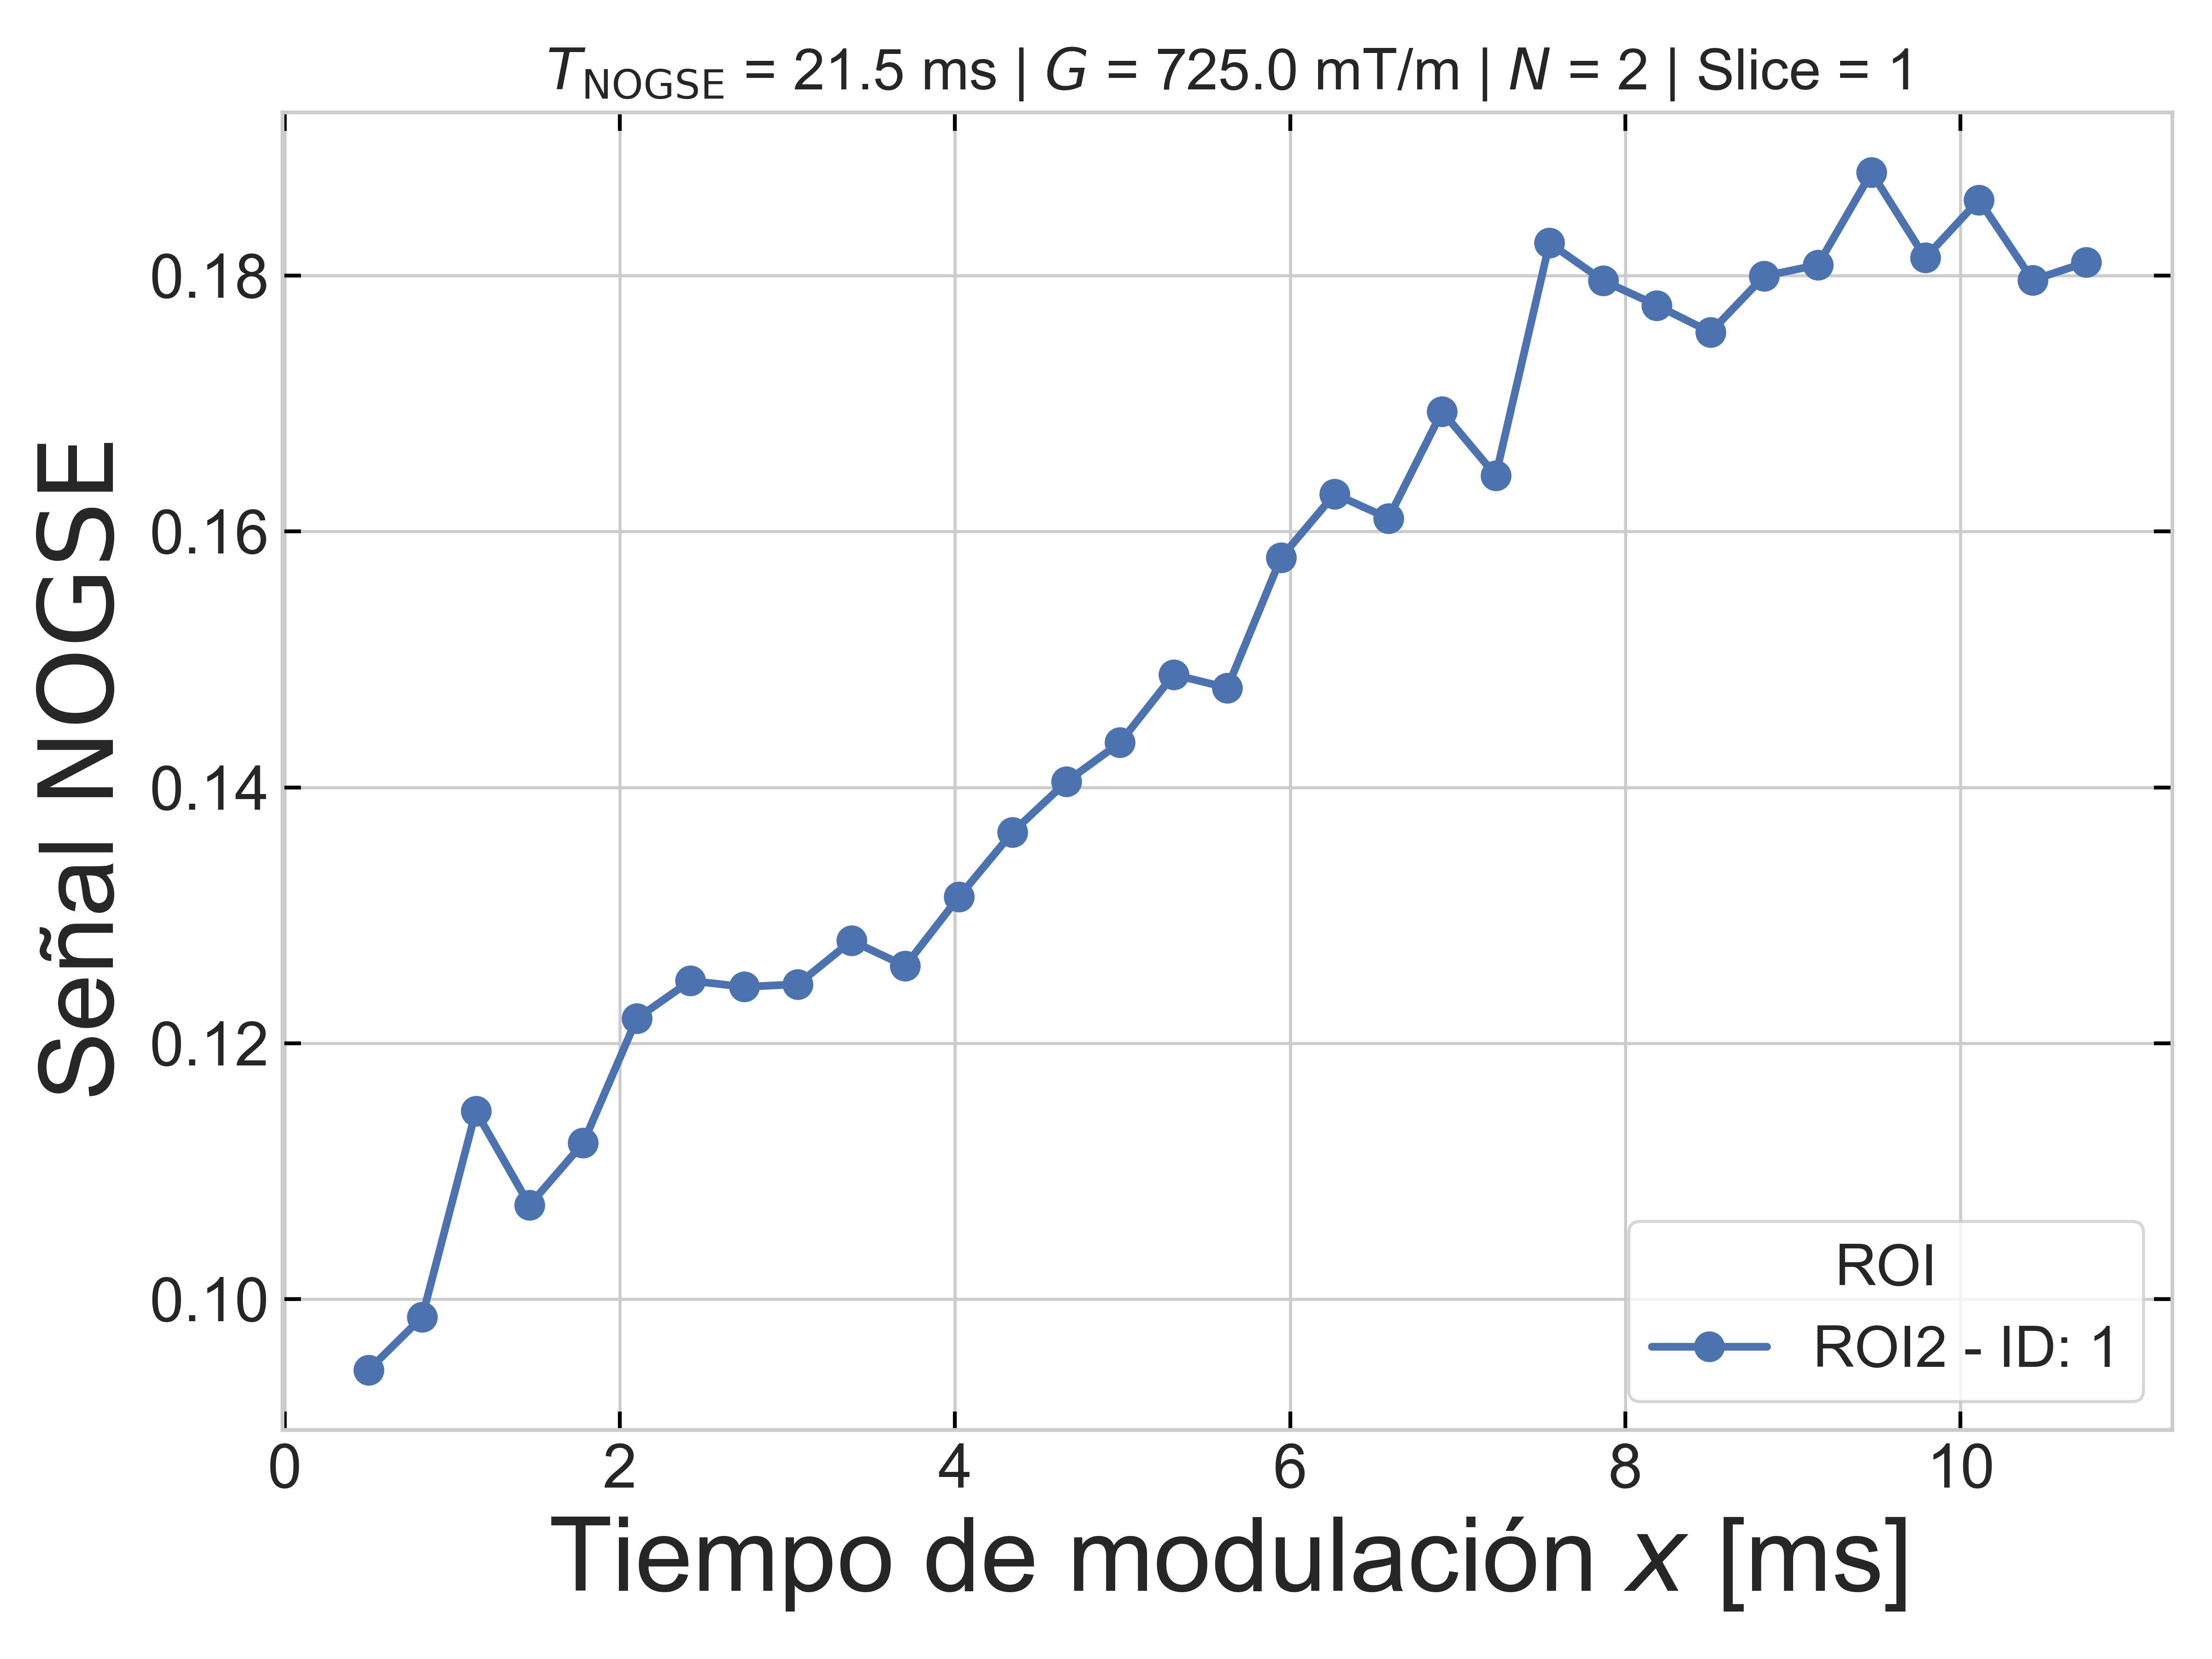 T_NOGSE = 21.5 ms | G = 725.0 mT/m | N = 2 | Slice = 1
Señal NOGSE
0.18
0.16
0.14
0.12
0.10
ROI
ROI2 - ID: 1
0 2 4 6 8 10
Tiempo de modulación x [ms]